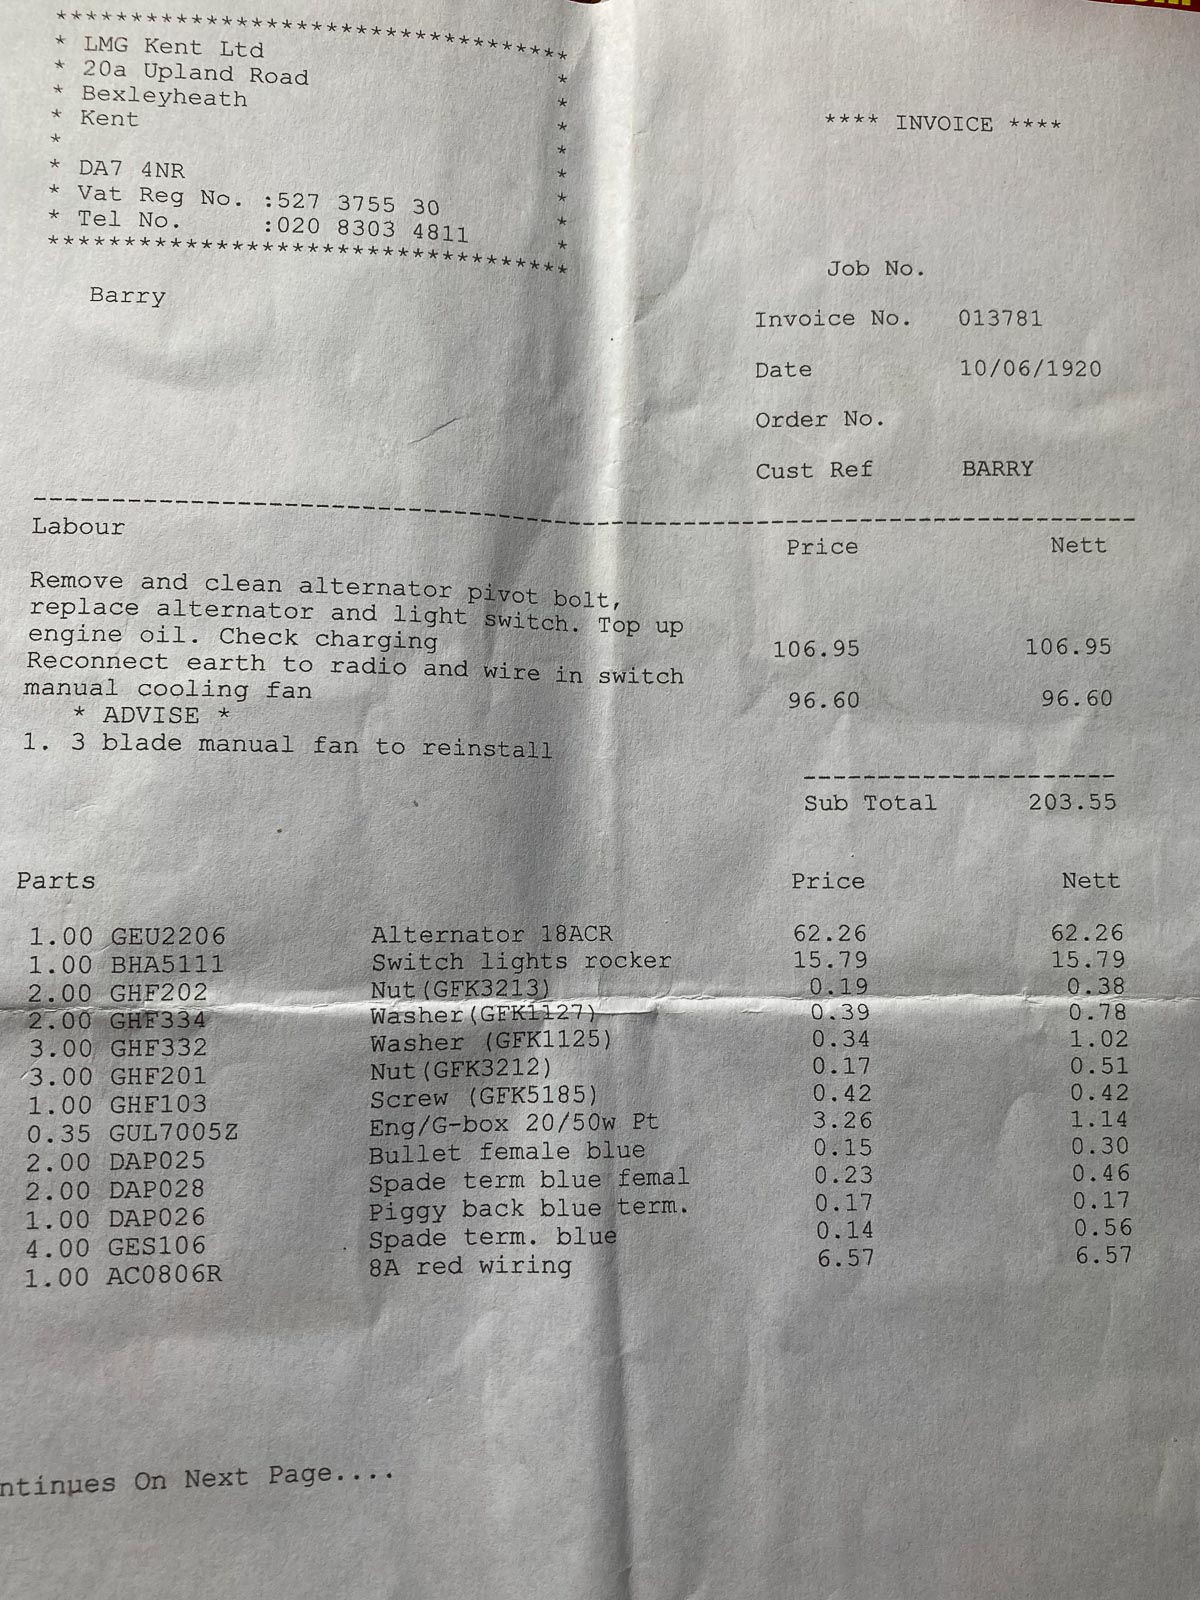 ***********************************
* LMG Kent Ltd *
* 20a Upland Road *
* Bexleyheath *
* Kent *
* *
* DA7 4NR *
* Vat Reg No. :527 3755 30 *
* Tel No. :020 8303 4811 *
***********************************
**** INVOICE ****
Barry
Job No.
Invoice No. 013781
Date 10/06/1920
Order No.
Cust Ref BARRY
Labour Price Nett
Remove and clean alternator pivot bolt,
replace alternator and light switch. Top up
engine oil. Check charging 106.95 106.95
Reconnect earth to radio and wire in switch
manual cooling fan 96.60 96.60
* ADVISE *
1. 3 blade manual fan to reinstall
Sub Total 203.55
Parts Price Nett
1.00 GEU2206 Alternator 18ACR 62.26 62.26
1.00 BHA5111 Switch lights rocker 15.79 15.79
2.00 GHF202 Nut(GFK3213) 0.19 0.38
2.00 GHF334 Washer(GFK1127) 0.39 0.78
3.00 GHF332 Washer (GFK1125) 0.34 1.02
3.00 GHF201 Nut(GFK3212) 0.17 0.51
1.00 GHF103 Screw (GFK5185) 0.42 0.42
0.35 GUL7005Z Eng/G-box 20/50w Pt 3.26 1.14
2.00 DAP025 Bullet female blue 0.15 0.30
2.00 DAP028 Spade term blue femal 0.23 0.46
1.00 DAP026 Piggy back blue term. 0.17 0.17
4.00 GES106 Spade term. blue 0.14 0.56
1.00 AC0806R 8A red wiring 6.57 6.57
ntinues On Next Page....